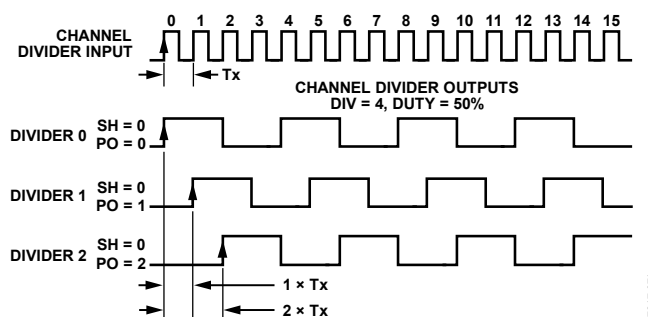 0 1 2 3 4 5 6 7 8 9 10 11 12 13 14 15
CHANNEL
DIVIDER INPUT
Tx
CHANNEL DIVIDER OUTPUTS
DIV = 4, DUTY = 50%
DIVIDER 0
SH = 0
PO = 0
DIVIDER 1
SH = 0
PO = 1
DIVIDER 2
SH = 0
PO = 2
1 × Tx
2 × Tx